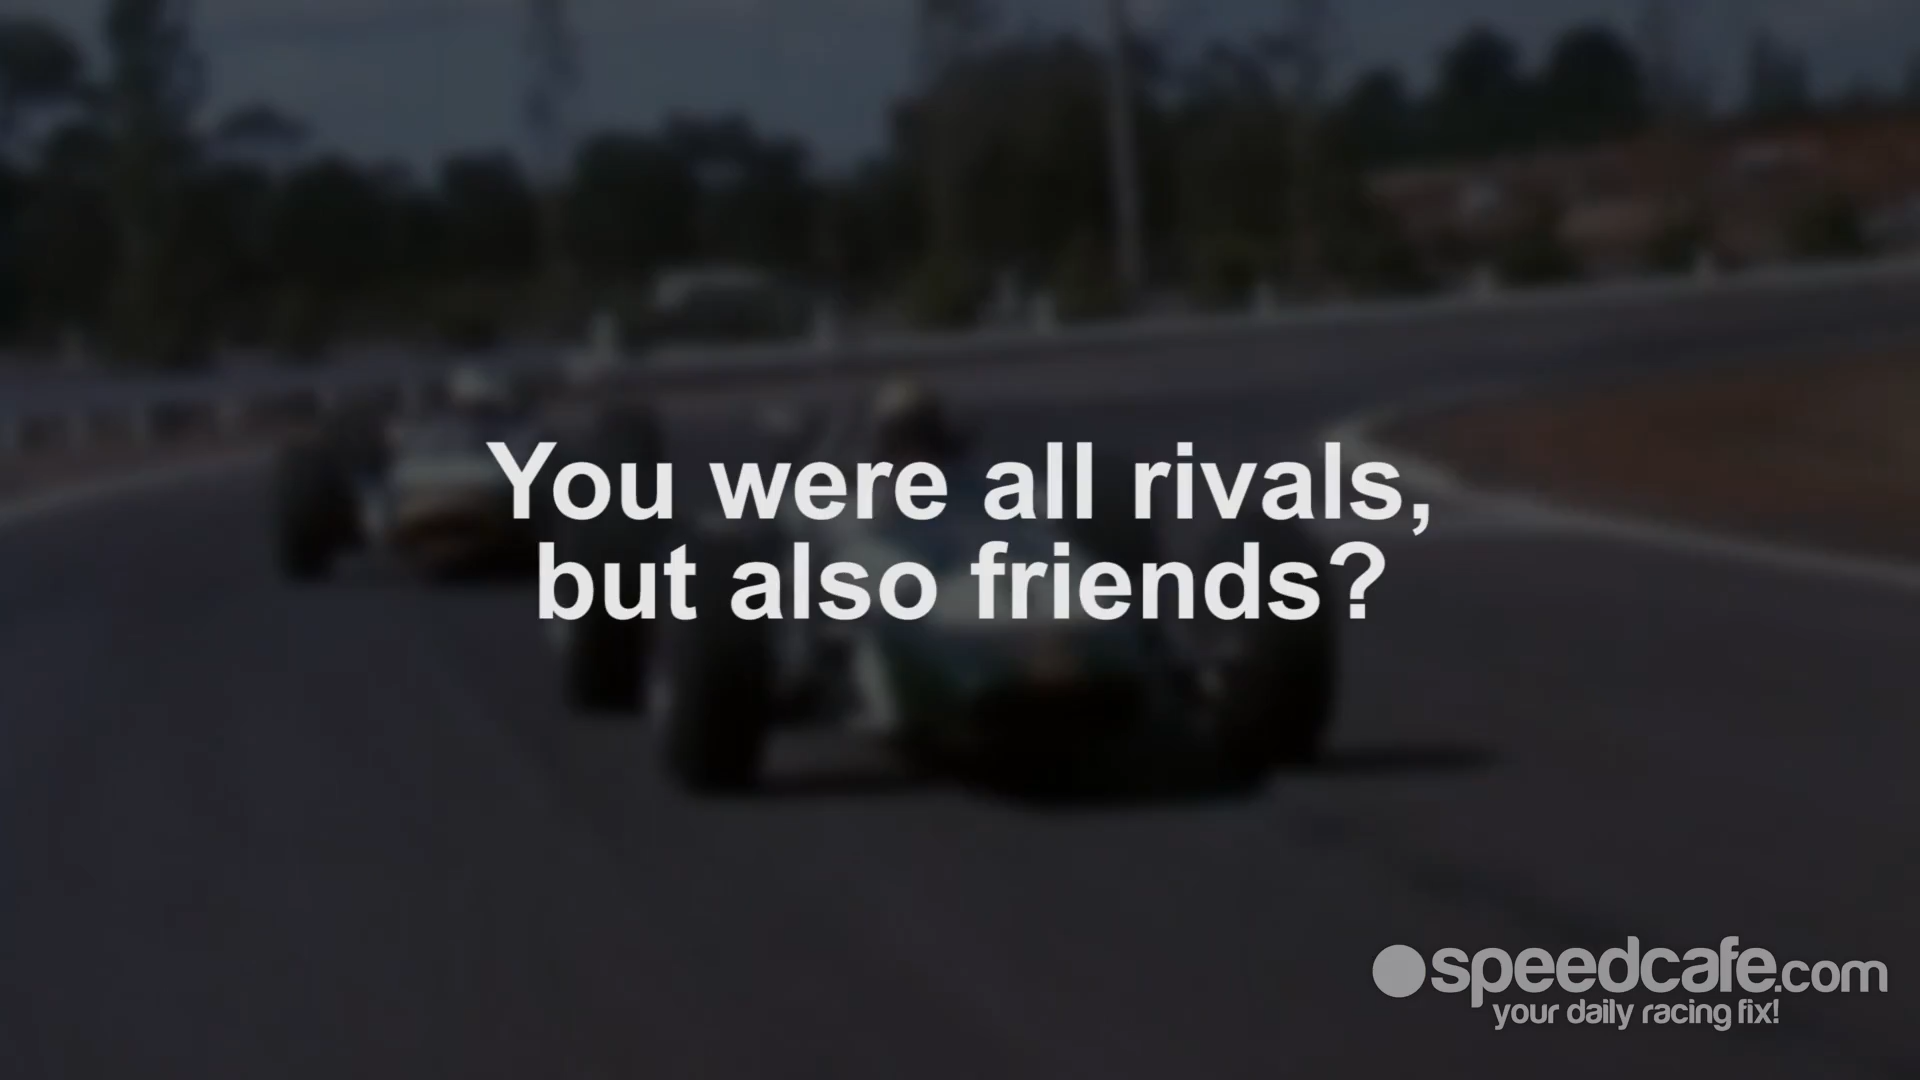 You were all rivals,
but also friends?
speedcafe.com
your daily racing fix!